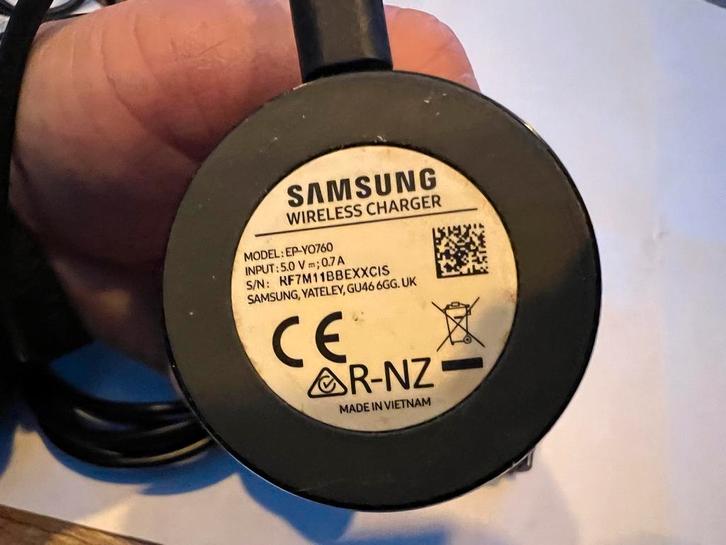 SAMSUNG
WIRELESS CHARGER
MODEL: EP-YO760
INPUT: 5.0 V ⎓; 0.7A
S/N: RF7M11BBEXXCIS
SAMSUNG, YATELEY, GU46 6GG. UK
CE
R-NZ
MADE IN VIETNAM